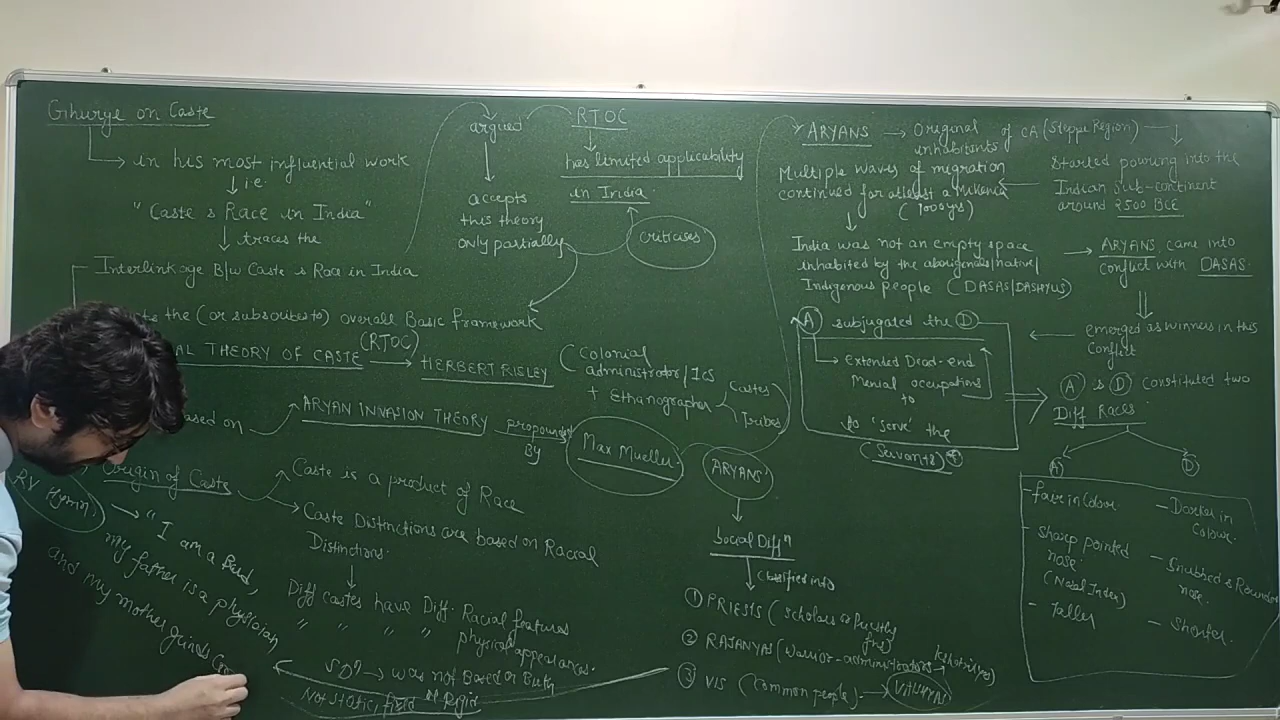 Ghurye on Caste
in his most influential work
i.e.
"Caste & Race in India"
traces the
Interlinkage B/w Caste & Race in India
the (or subscribes to) overall Basic framework
AL THEORY OF CASTE (RTOC) → HERBERT RISLEY
(Colonial
administrator/ICS
+ Ethanographer
Castes
Tribes
ased on
ARYAN INVASION THEORY
propounded
By
Max Mueller.
Origin of Caste
Caste is a product of Race
Caste Distinctions are based on Racial
Distinctions.
Diff castes have Diff. Racial features
" " " " physical appearances.
RV Hymn. → "I am a Bard,
my father is a physician
and my mother grinds
SDn → was not Based on Birth
Not static, Rigid
argued
accepts
this theory
only partially
RTOC
has limited applicability
in India.
Criticises
ARYANS
Social Diffn
Classified into
① PRIESTS (scholars or Priestly
② RAJANYAS (warrior-administrators → kshatriyas)
③ VIS (Common people). →
ARYANS → Original
inhabitants of CA (Steppe Region)
Started pouring into the
Indian sub-continent
around 2500 BCE
Multiple waves of migration
continued for atleast a
(1000 yrs)
India was not an empty space
inhabited by the aborigenes/native/
Indigenous people (DASAS/DASHYUS)
ARYANS came into
conflict with DASAS.
emerged as winners in this
Conflict
Ⓐ subjugated the Ⓓ
Extended Dead-end
Menial occupations
to
to 'serve' the
(Servants)
Ⓐ & Ⓓ constituted two
Diff Races
Ⓐ Ⓓ
- fair in Colour
- Darker in
Colour.
- Sharp pointed
nose
(Nasal Index)
- Snubbed & Rounder
nose.
- Taller
- Shorter.